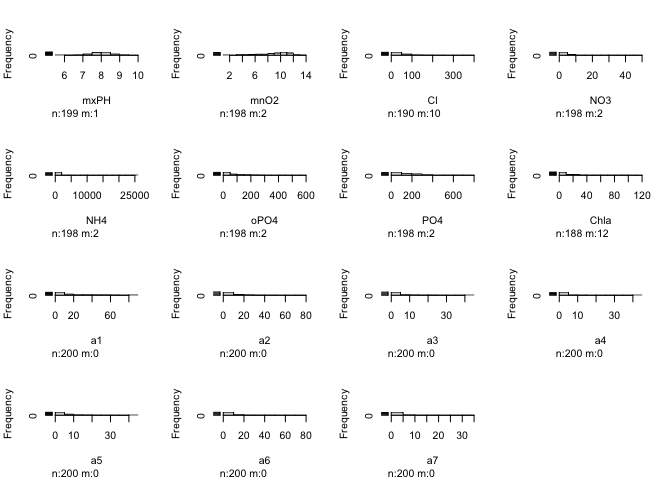 Frequency Frequency Frequency Frequency
0 0 0 0
6 7 8 9 10 2 6 10 14 0 100 300 0 20 40
mxPH mnO2 Cl NO3
n:199 m:1 n:198 m:2 n:190 m:10 n:198 m:2
Frequency Frequency Frequency Frequency
0 0 0 0
0 10000 25000 0 200 400 600 0 200 600 0 40 80 120
NH4 oPO4 PO4 Chla
n:198 m:2 n:198 m:2 n:198 m:2 n:188 m:12
Frequency Frequency Frequency Frequency
0 0 0 0
0 20 60 0 20 40 60 80 0 10 30 0 10 30
a1 a2 a3 a4
n:200 m:0 n:200 m:0 n:200 m:0 n:200 m:0
Frequency Frequency Frequency
0 0 0
0 10 30 0 20 40 60 80 0 10 20 30
a5 a6 a7
n:200 m:0 n:200 m:0 n:200 m:0